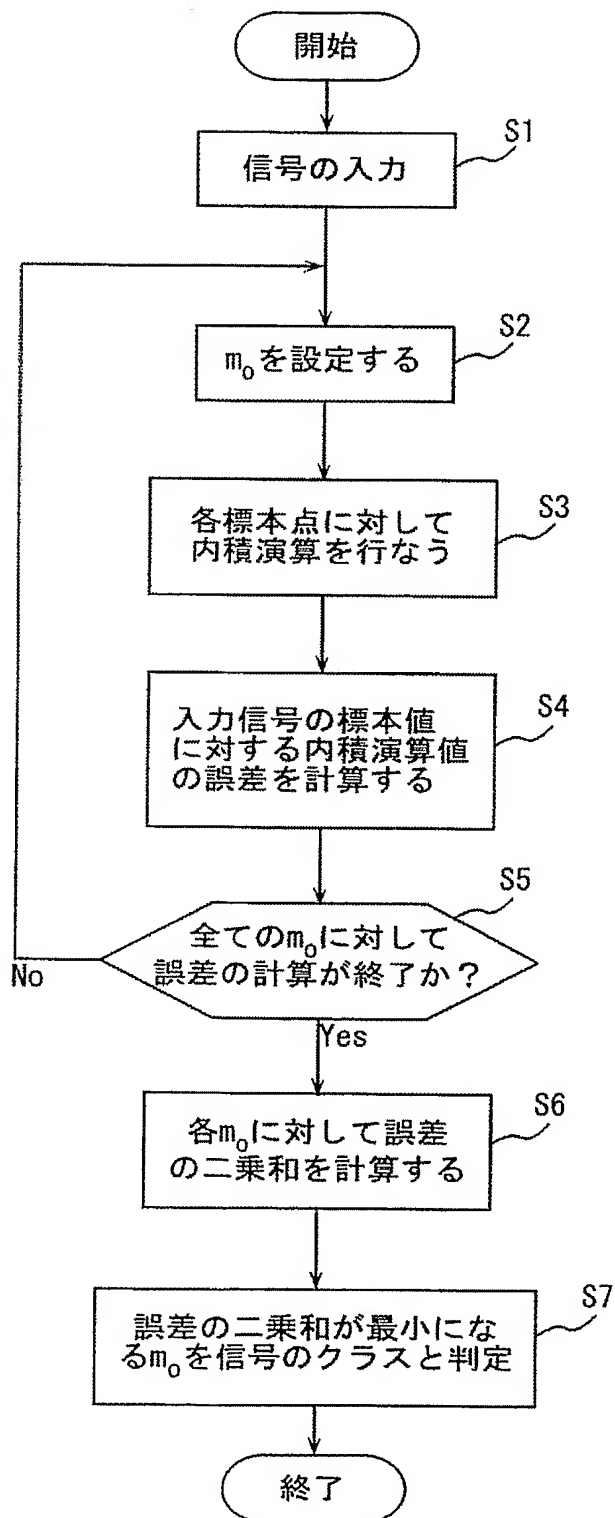 開始
S1
信号の入力
S2
m₀を設定する
S3
各標本点に対して
内積演算を行なう
S4
入力信号の標本値
に対する内積演算値
の誤差を計算する
S5
全てのm₀に対して
誤差の計算が終了か？
No
Yes
S6
各m₀に対して誤差
の二乗和を計算する
S7
誤差の二乗和が最小にな
るm₀を信号のクラスと判定
終了